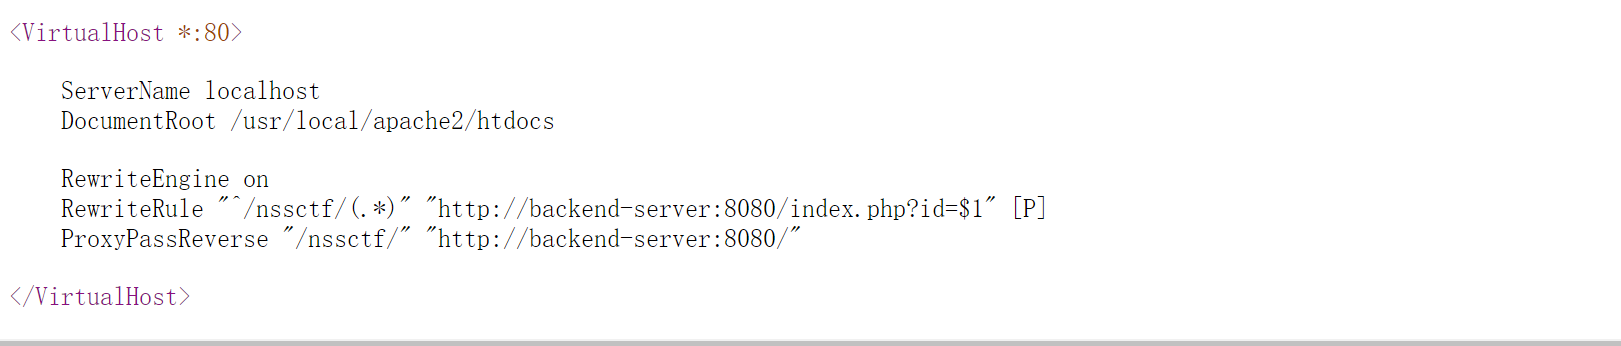 <VirtualHost *:80>
ServerName localhost
DocumentRoot /usr/local/apache2/htdocs
RewriteEngine on
RewriteRule "^/nssctf/(.*)" "http://backend-server:8080/index.php?id=$1" [P]
ProxyPassReverse "/nssctf/" "http://backend-server:8080/"
</VirtualHost>